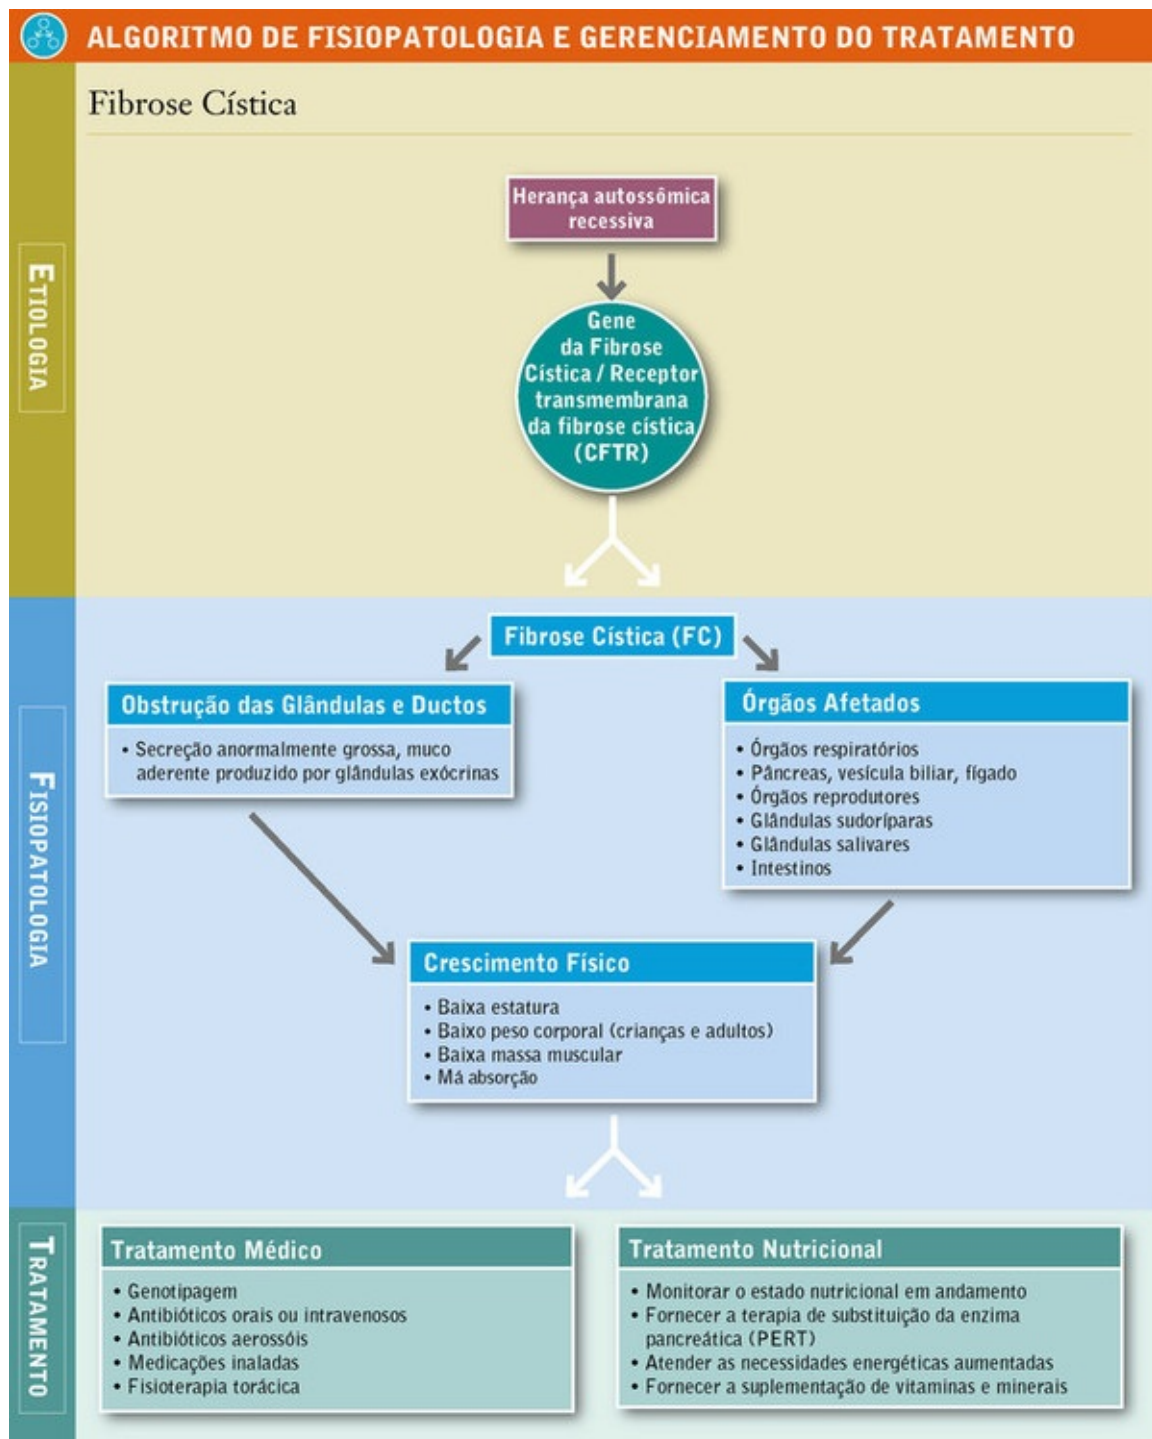 ALGORITMO DE FISIOPATOLOGIA E GERENCIAMENTO DO TRATAMENTO
Fibrose Cística
ETIOLOGIA
Herança autossômica
recessiva
Gene
da Fibrose
Cística / Receptor
transmembrana
da fibrose cística
(CFTR)
FISIOPATOLOGIA
Fibrose Cística (FC)
Obstrução das Glândulas e Ductos
• Secreção anormalmente grossa, muco
aderente produzido por glândulas exócrinas
Órgãos Afetados
• Órgãos respiratórios
• Pâncreas, vesícula biliar, fígado
• Órgãos reprodutores
• Glândulas sudoríparas
• Glândulas salivares
• Intestinos
Crescimento Físico
• Baixa estatura
• Baixo peso corporal (crianças e adultos)
• Baixa massa muscular
• Má absorção
TRATAMENTO
Tratamento Médico
• Genotipagem
• Antibióticos orais ou intravenosos
• Antibióticos aerossóis
• Medicações inaladas
• Fisioterapia torácica
Tratamento Nutricional
• Monitorar o estado nutricional em andamento
• Fornecer a terapia de substituição da enzima
pancreática (PERT)
• Atender as necessidades energéticas aumentadas
• Fornecer a suplementação de vitaminas e minerais